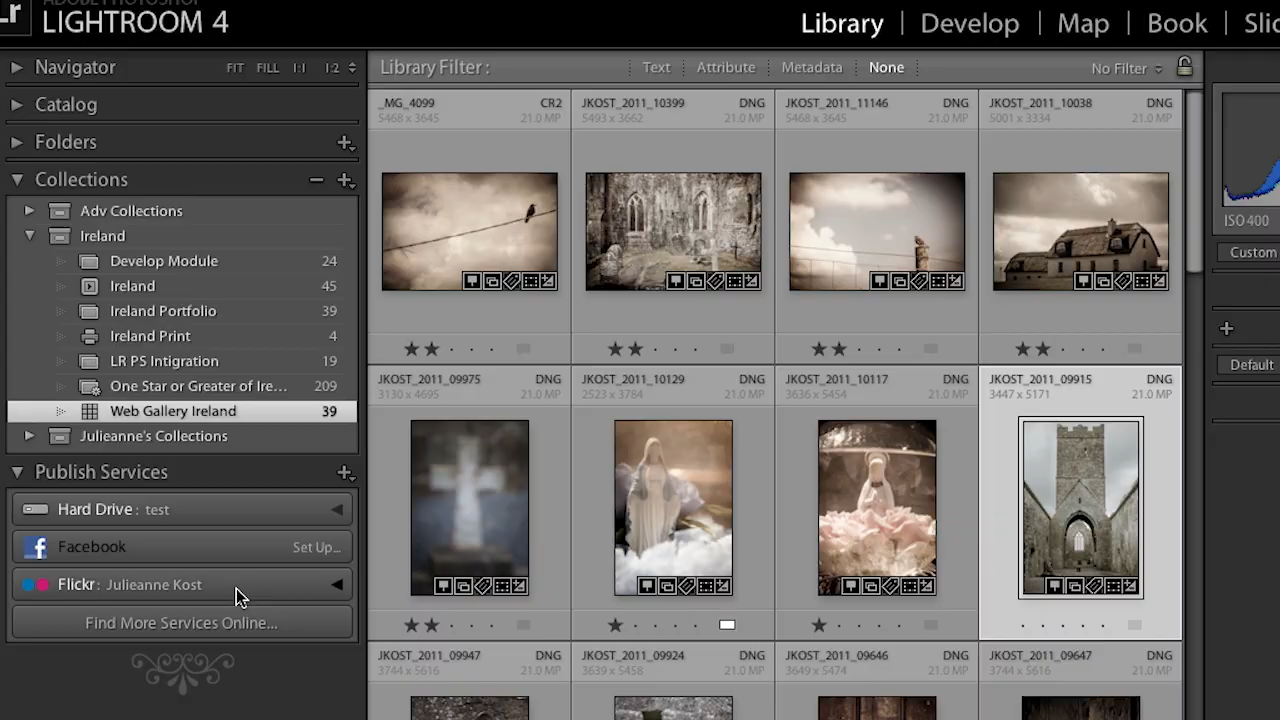 ADOBE PHOTOSHOP
Lr LIGHTROOM 4
Library | Develop | Map | Book |
Navigator FIT FILL 1:1 1:2
Catalog
Folders
Collections
Adv Collections
Ireland
Develop Module 24
Ireland 45
Ireland Portfolio 39
Ireland Print 4
LR PS Intigration 19
One Star or Greater of Ire... 209
Web Gallery Ireland 39
Julieanne's Collections
Publish Services
Hard Drive : test
Facebook Set Up...
Flickr : Julieanne Kost
Find More Services Online...
Library Filter : Text | Attribute | Metadata | None | No Filter
_MG_4099 CR2
5468 x 3645 21.0 MP
JKOST_2011_10399 DNG
5493 x 3662 21.0 MP
JKOST_2011_11146 DNG
5468 x 3645 21.0 MP
JKOST_2011_10038 DNG
5001 x 3334 21.0 MP
JKOST_2011_09975 DNG
3130 x 4695 21.0 MP
JKOST_2011_10129 DNG
2523 x 3784 21.0 MP
JKOST_2011_10117 DNG
3636 x 5454 21.0 MP
JKOST_2011_09915 DNG
3447 x 5171 21.0 MP
JKOST_2011_09947 DNG
3744 x 5616 21.0 MP
JKOST_2011_09924 DNG
3639 x 5458 21.0 MP
JKOST_2011_09646 DNG
3649 x 5474 21.0 MP
JKOST_2011_09647 DNG
3744 x 5616 21.0 MP
ISO 400
Custom
Default